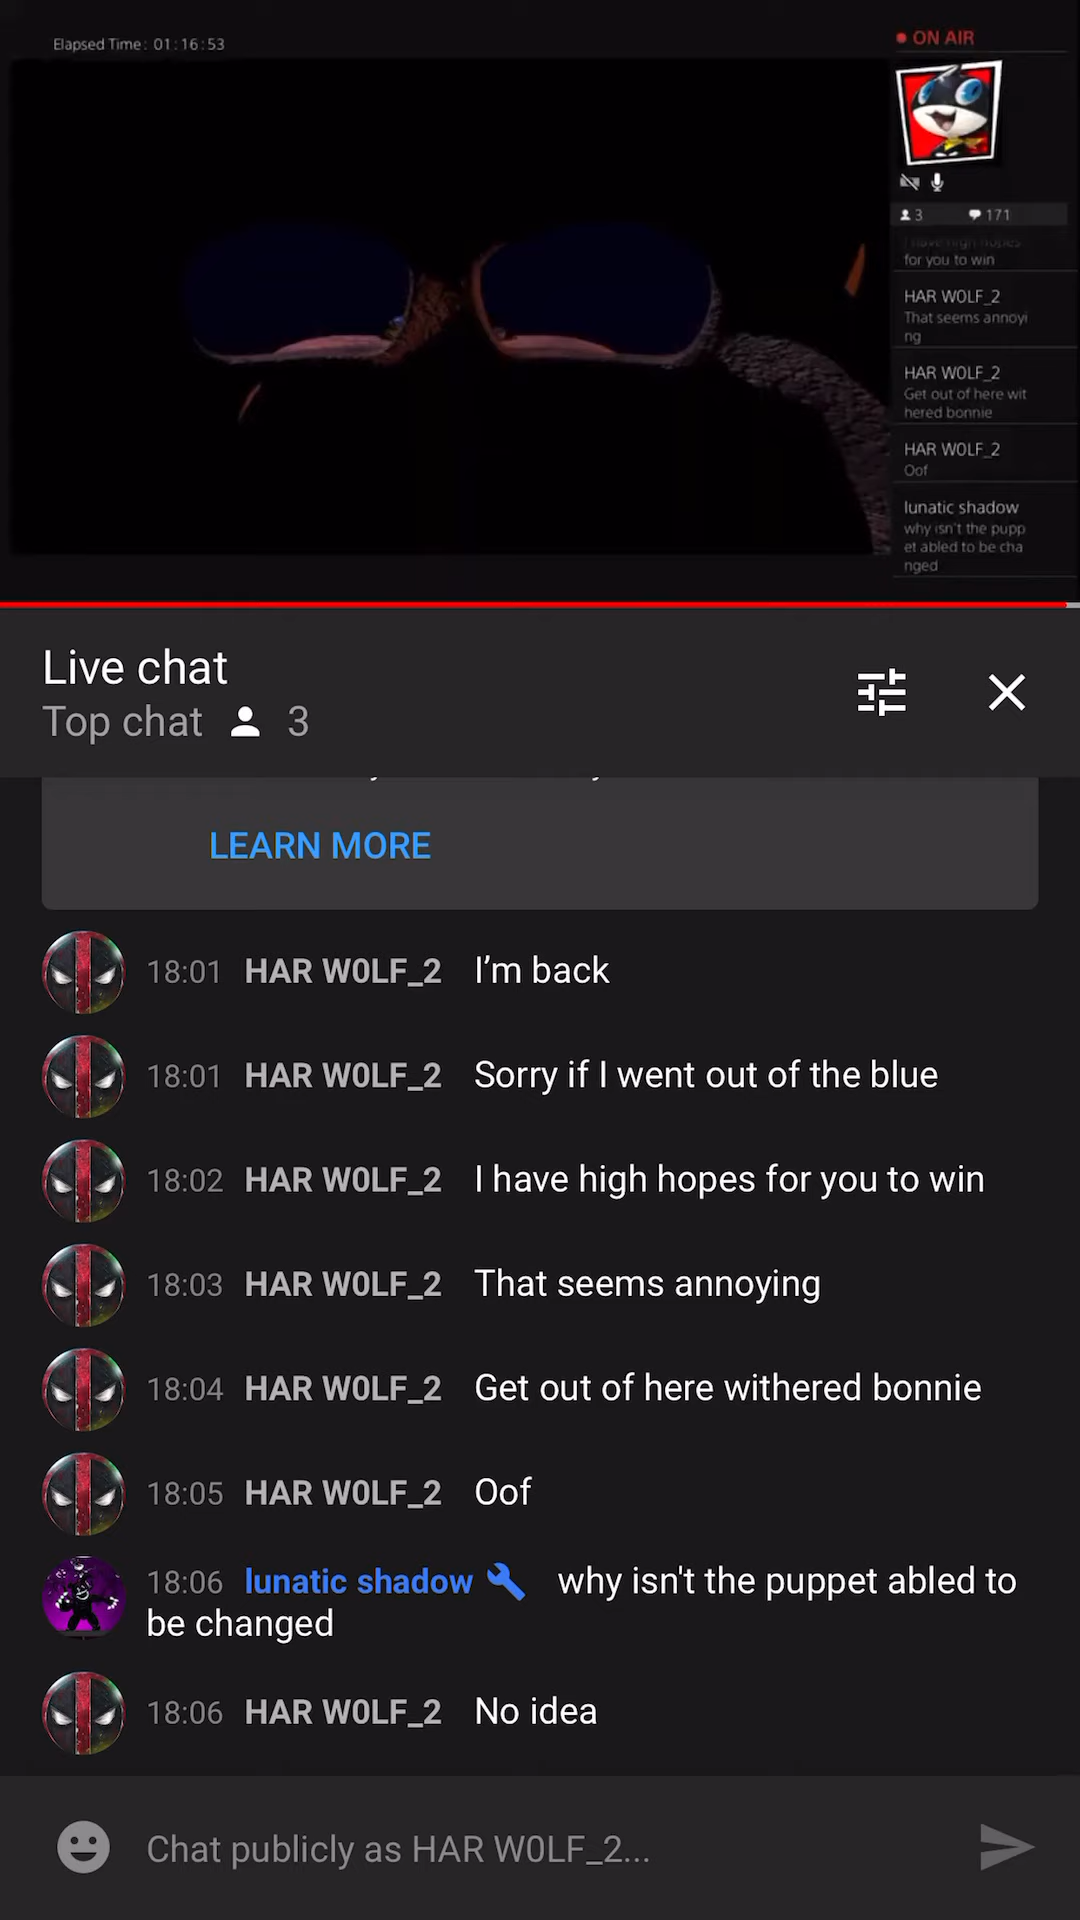 Elapsed Time: 01:16:53
ON AIR
3 171
I have high hopes
for you to win
HAR W0LF_2
That seems annoyi
ng
HAR W0LF_2
Get out of here wit
hered bonnie
HAR W0LF_2
Oof
lunatic shadow
why isn't the pupp
et abled to be cha
nged
Live chat
Top chat 3
LEARN MORE
18:01 HAR W0LF_2 I’m back
18:01 HAR W0LF_2 Sorry if I went out of the blue
18:02 HAR W0LF_2 I have high hopes for you to win
18:03 HAR W0LF_2 That seems annoying
18:04 HAR W0LF_2 Get out of here withered bonnie
18:05 HAR W0LF_2 Oof
18:06 lunatic shadow why isn't the puppet abled to
be changed
18:06 HAR W0LF_2 No idea
Chat publicly as HAR W0LF_2...